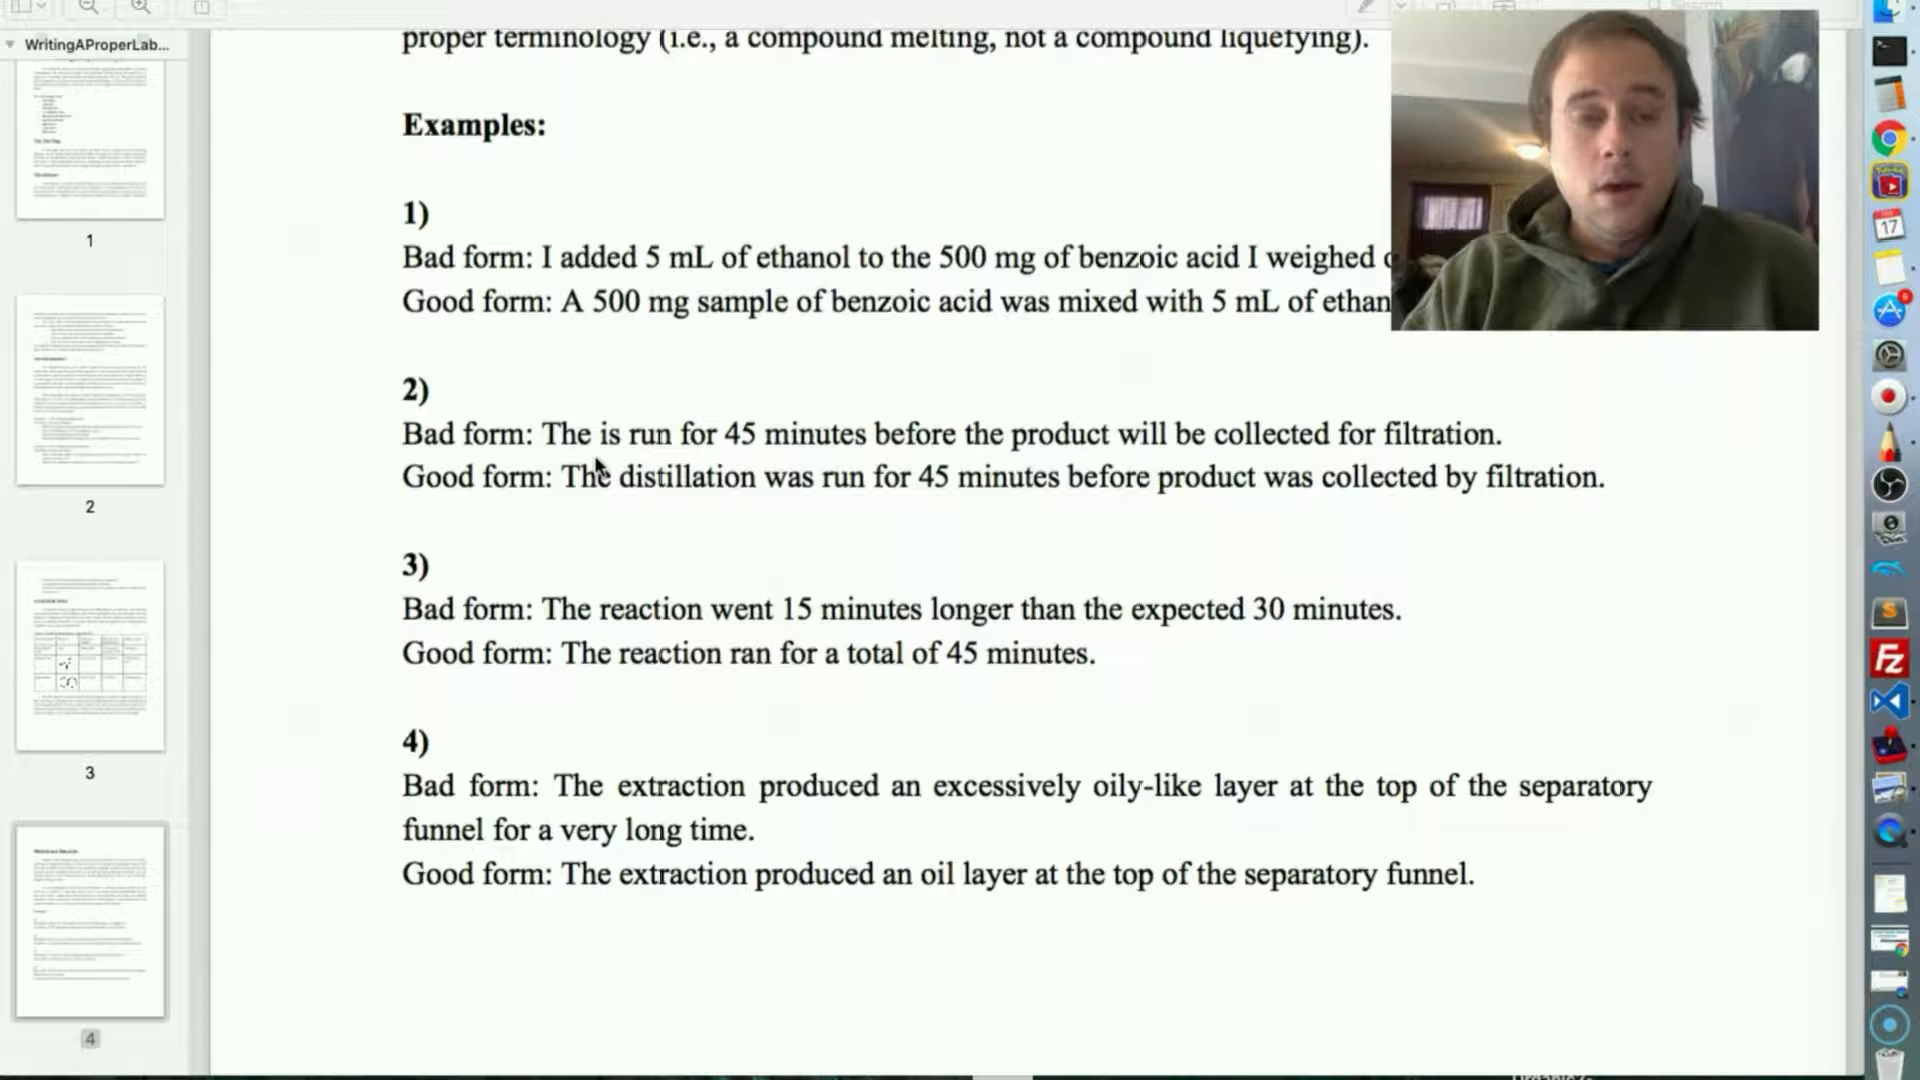 WritingAProperLab...
proper terminology (i.e., a compound melting, not a compound liquefying).
Examples:
1)
Bad form: I added 5 mL of ethanol to the 500 mg of benzoic acid I weighed
Good form: A 500 mg sample of benzoic acid was mixed with 5 mL of ethan
2)
Bad form: The is run for 45 minutes before the product will be collected for filtration.
Good form: The distillation was run for 45 minutes before product was collected by filtration.
3)
Bad form: The reaction went 15 minutes longer than the expected 30 minutes.
Good form: The reaction ran for a total of 45 minutes.
4)
Bad form: The extraction produced an excessively oily-like layer at the top of the separatory
funnel for a very long time.
Good form: The extraction produced an oil layer at the top of the separatory funnel.
1
2
3
4
17
6
S
FZ